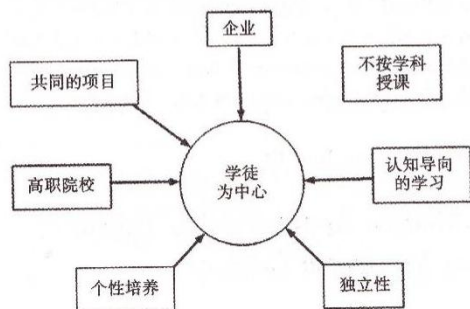 企业
不按学科
授课
共同的项目
高职院校
学徒
为中心
认知导向
的学习
个性培养
独立性